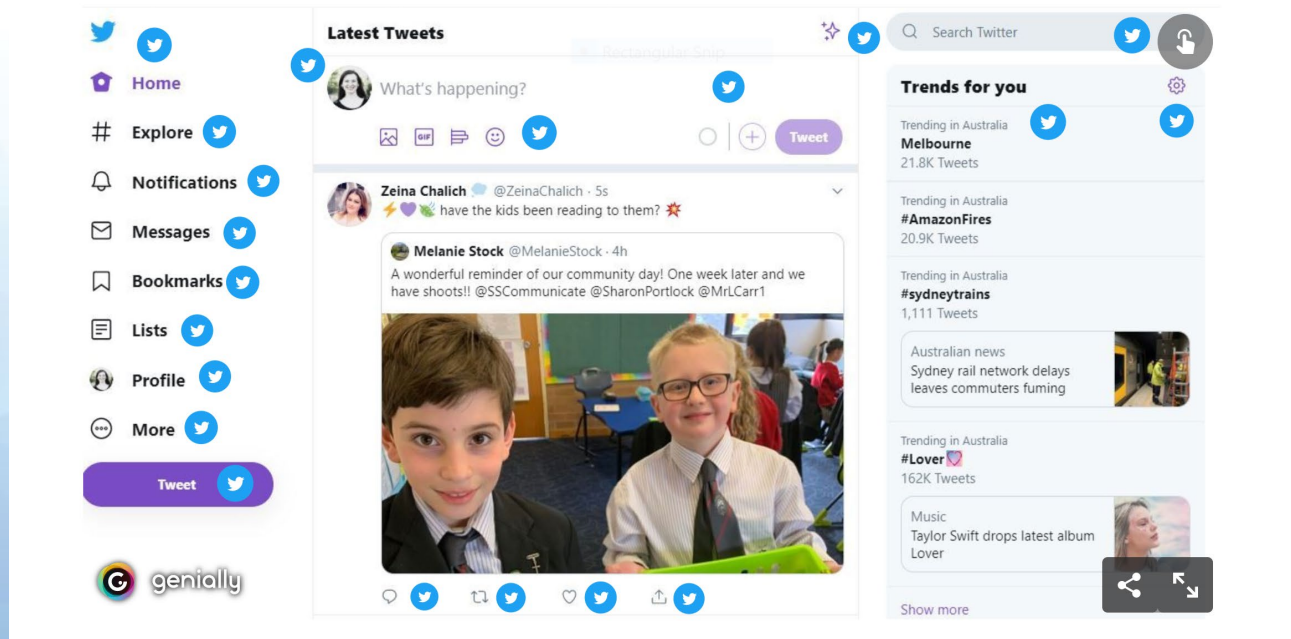 Home
Explore
Notifications
Messages
Bookmarks
Lists
Profile
More
Tweet
genially
Latest Tweets
Rectangular Snip
What's happening?
GIF
Tweet
Zeina Chalich @ZeinaChalich · 5s
⚡💜🌿 have the kids been reading to them? 💥
Melanie Stock @MelanieStock · 4h
A wonderful reminder of our community day! One week later and we
have shoots!! @SSCommunicate @SharonPortlock @MrLCarr1
Search Twitter
Trends for you
Trending in Australia
Melbourne
21.8K Tweets
Trending in Australia
#AmazonFires
20.9K Tweets
Trending in Australia
#sydneytrains
1,111 Tweets
Australian news
Sydney rail network delays
leaves commuters fuming
Trending in Australia
#Lover
162K Tweets
Music
Taylor Swift drops latest album
Lover
Show more